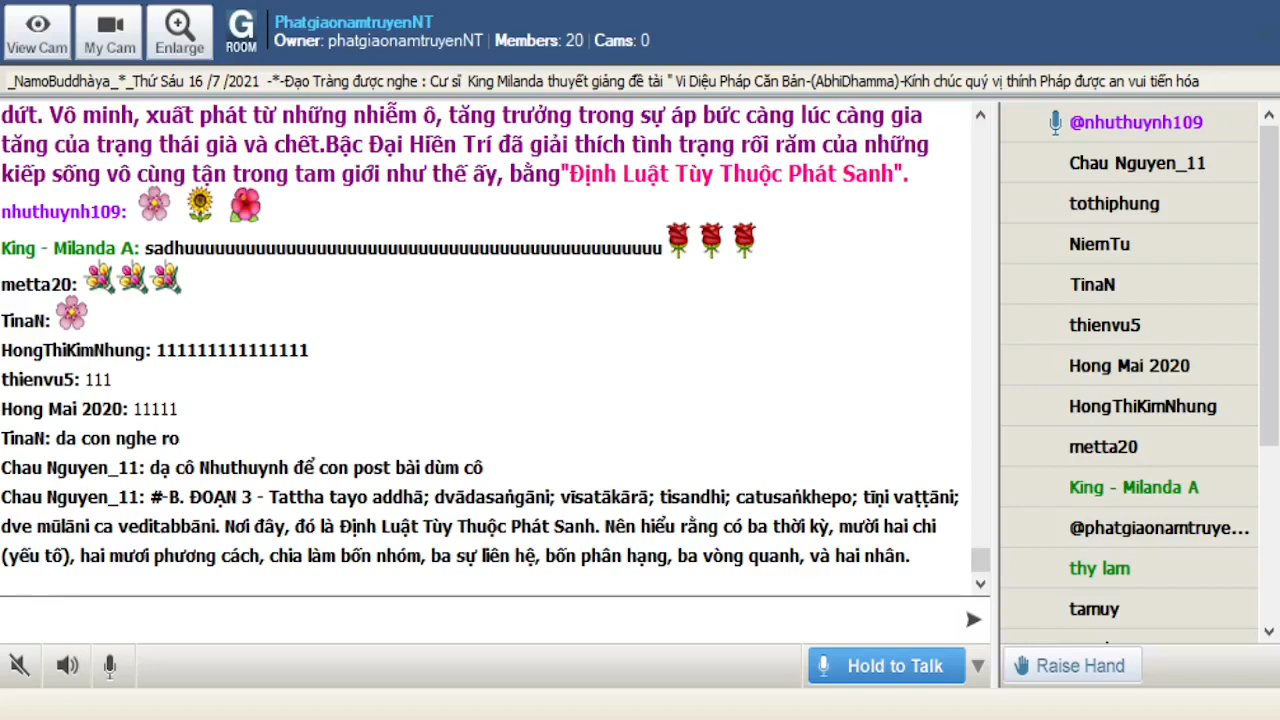 View Cam
My Cam
Enlarge
G
ROOM
PhatgiaonamtruyenNT
Owner: phatgiaonamtruyenNT | Members: 20 | Cams: 0
_NamoBuddhàya_*_Thứ Sáu 16 /7 /2021 -*-Đạo Tràng được nghe : Cư sĩ King Milanda thuyết giảng đề tài " Vi Diệu Pháp Căn Bản-(AbhiDhamma)-Kính chúc quý vị thính Pháp được an vui tiến hóa
dứt. Vô minh, xuất phát từ những nhiễm ô, tăng trưởng trong sự áp bức càng lúc càng gia
tăng của trạng thái già và chết.Bậc Đại Hiền Trí đã giải thích tình trạng rối răm của những
kiếp sống vô cùng tận trong tam giới như thế ấy, bằng"Định Luật Tùy Thuộc Phát Sanh".
nhuthuynh109:
King - Milanda A: sadhuuuuuuuuuuuuuuuuuuuuuuuuuuuuuuuuuuuuuuuuuuuuuuu
metta20:
TinaN:
HongThiKimNhung: 111111111111111
thienvu5: 111
Hong Mai 2020: 11111
TinaN: da con nghe ro
Chau Nguyen_11: dạ cô Nhuthuynh để con post bài dùm cô
Chau Nguyen_11: #-B. ĐOẠN 3 - Tattha tayo addhā; dvādasaṅgāni; vīsatākārā; tisandhi; catusaṅkhepo; tīṇi vaṭṭāni;
dve mūlāni ca veditabbāni. Nơi đây, đó là Định Luật Tùy Thuộc Phát Sanh. Nên hiểu rằng có ba thời kỳ, mười hai chi
(yếu tố), hai mươi phương cách, chia làm bốn nhóm, ba sự liên hệ, bốn phân hạng, ba vòng quanh, và hai nhân.
Hold to Talk
@nhuthuynh109
Chau Nguyen_11
tothiphung
NiemTu
TinaN
thienvu5
Hong Mai 2020
HongThiKimNhung
metta20
King - Milanda A
@phatgiaonamtruye...
thy lam
tamuy
Raise Hand